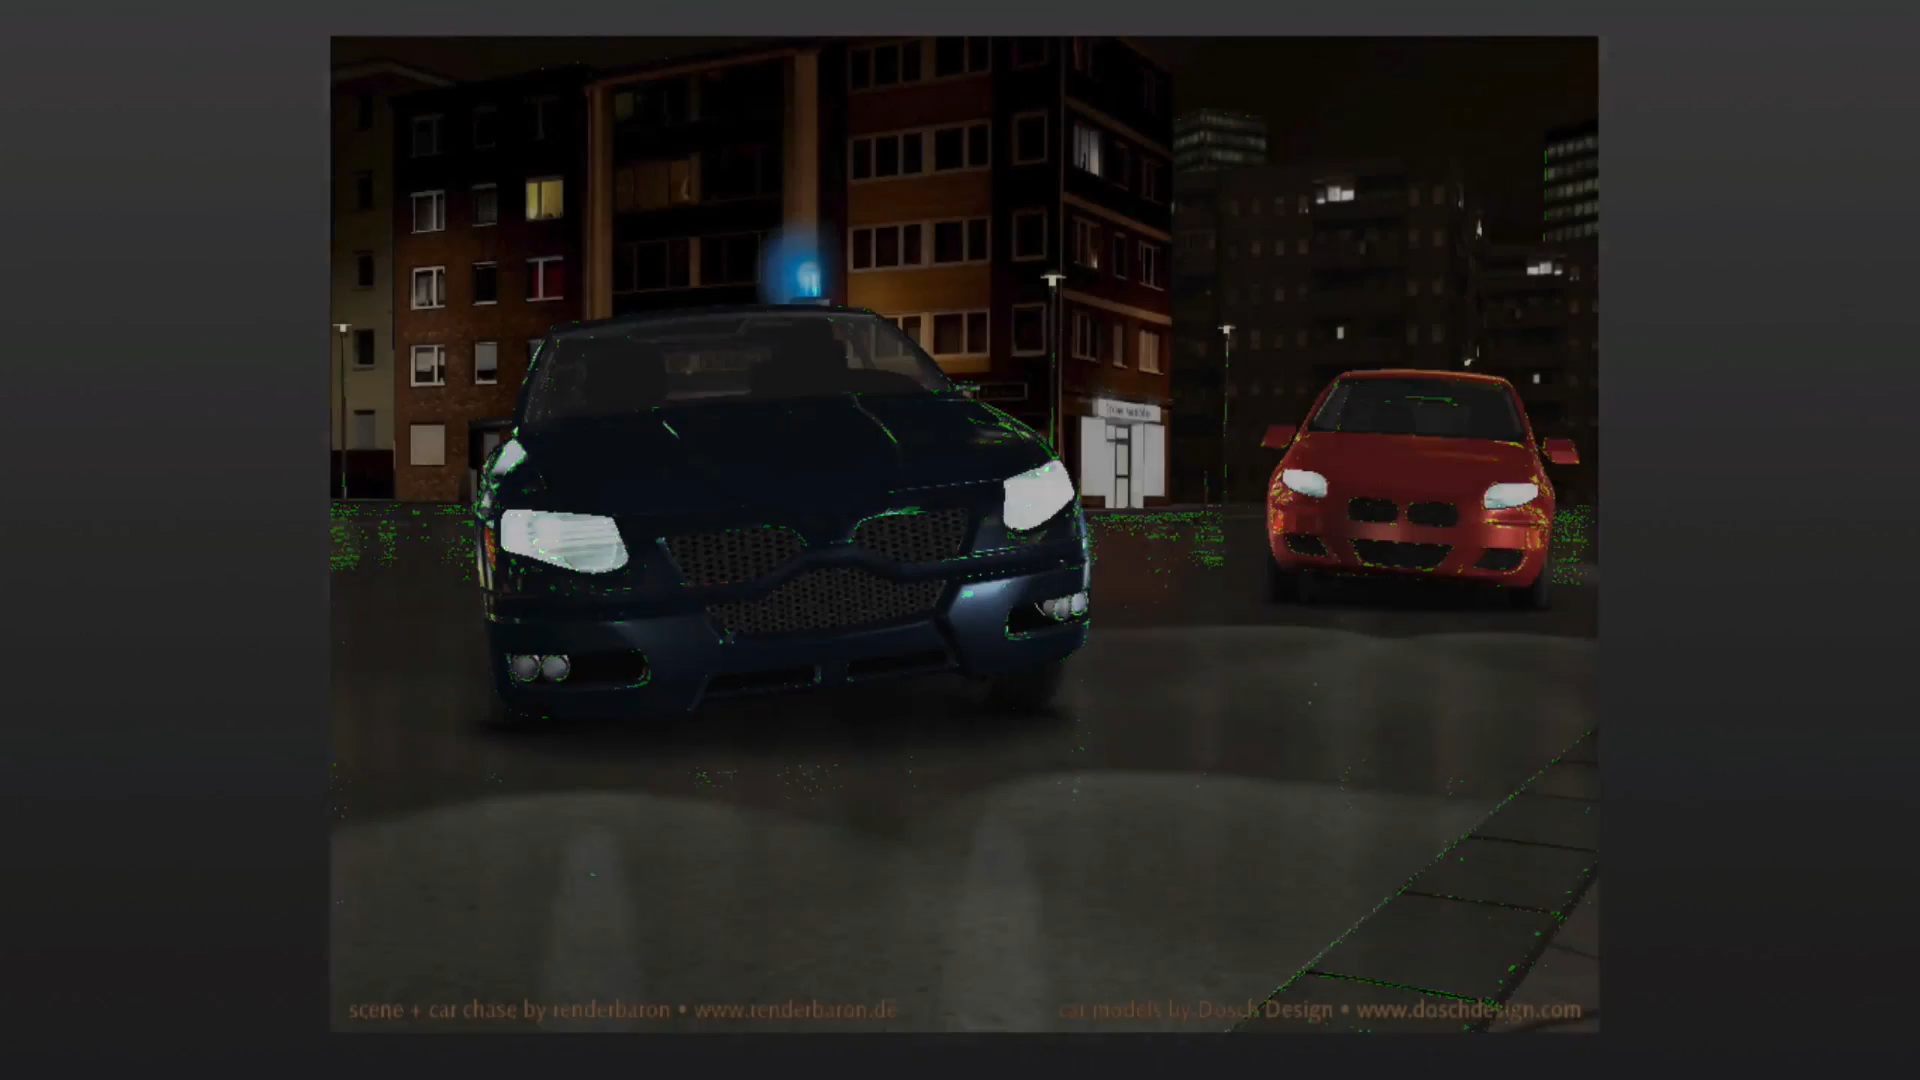 scene + car chase by renderbaron • www.renderbaron.de
car models by Dosch Design • www.doschdesign.com